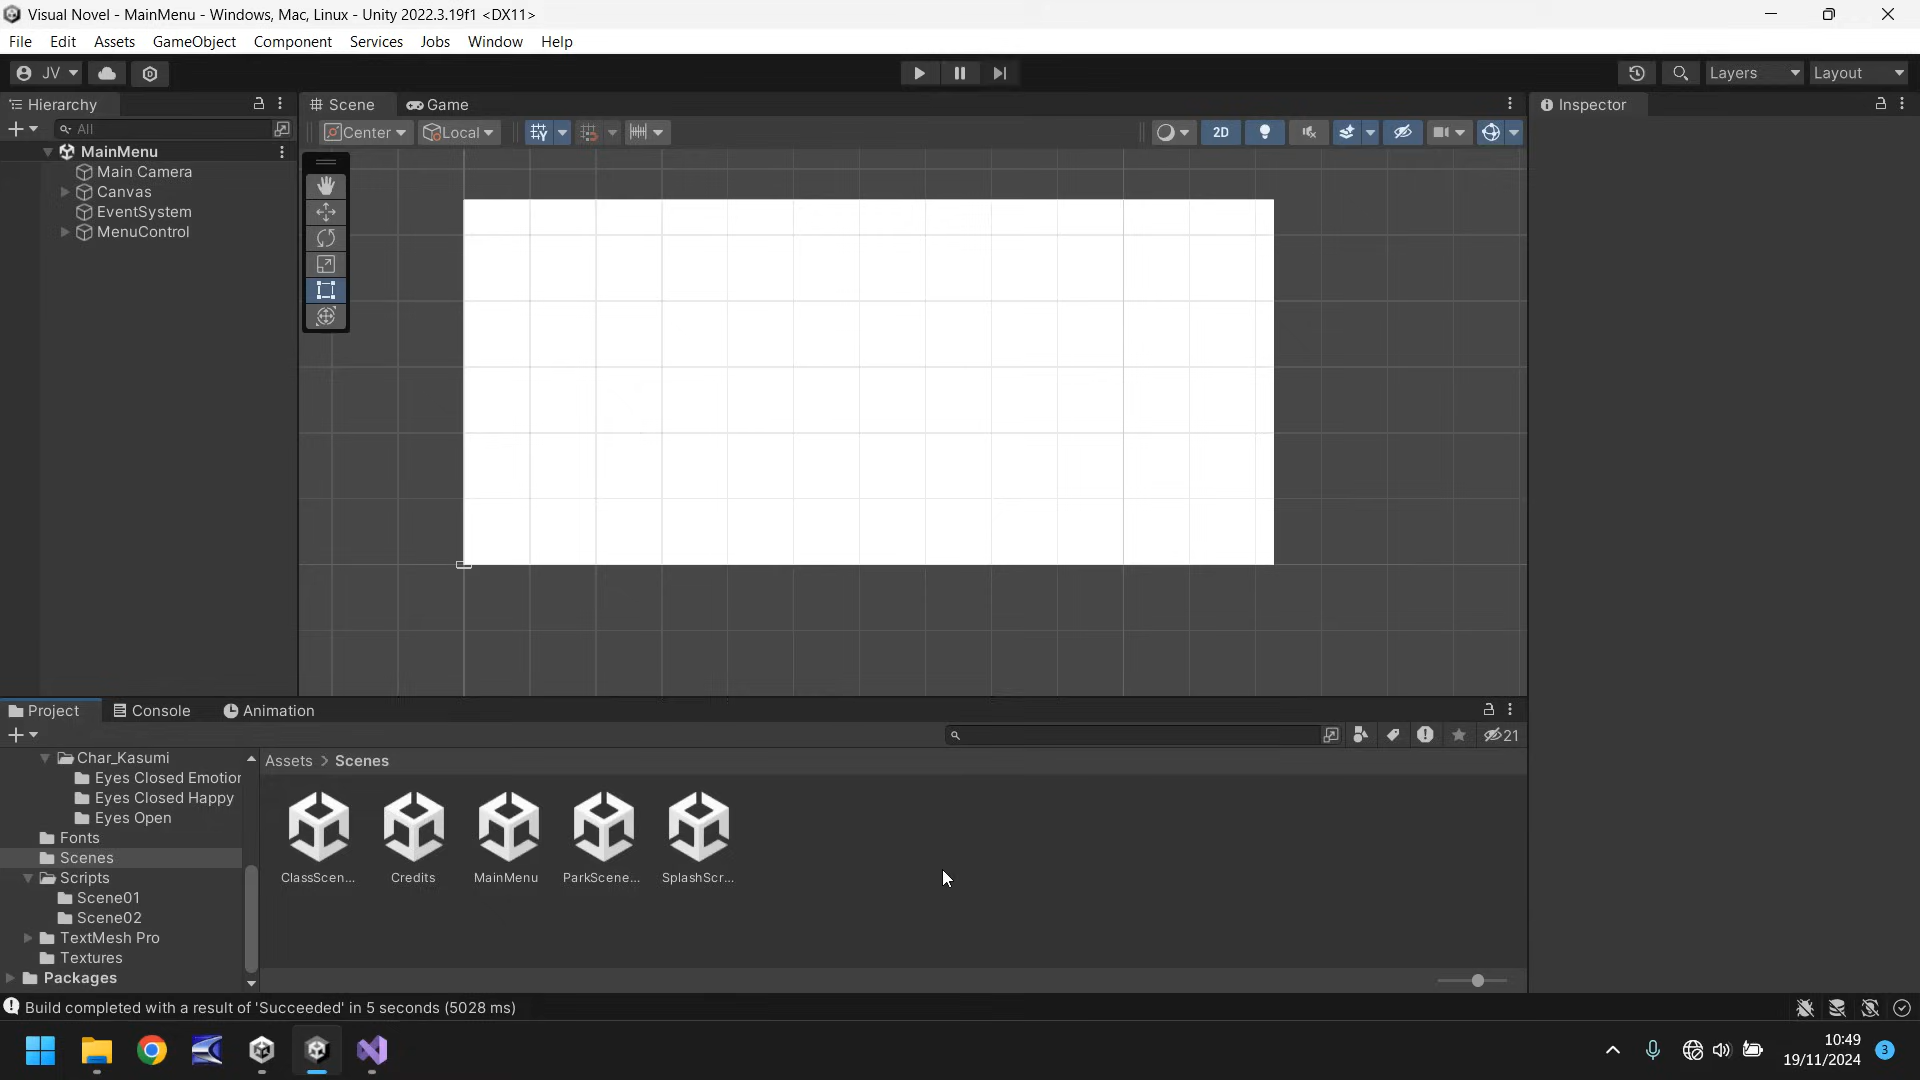 Visual Novel - MainMenu - Windows, Mac, Linux - Unity 2022.3.19f1 <DX11>
File Edit Assets GameObject Component Services Jobs Window Help
JV Layers Layout
Hierarchy Scene Game Inspector
All Center Local 2D
MainMenu
Main Camera
Canvas
EventSystem
MenuControl
Project Console Animation
21
Char_Kasumi
Eyes Closed Emotion
Eyes Closed Happy
Eyes Open
Fonts
Scenes
Scripts
Scene01
Scene02
TextMesh Pro
Textures
Packages
Assets > Scenes
ClassScen... Credits MainMenu ParkScene... SplashScr...
Build completed with a result of 'Succeeded' in 5 seconds (5028 ms)
10:49
19/11/2024 3